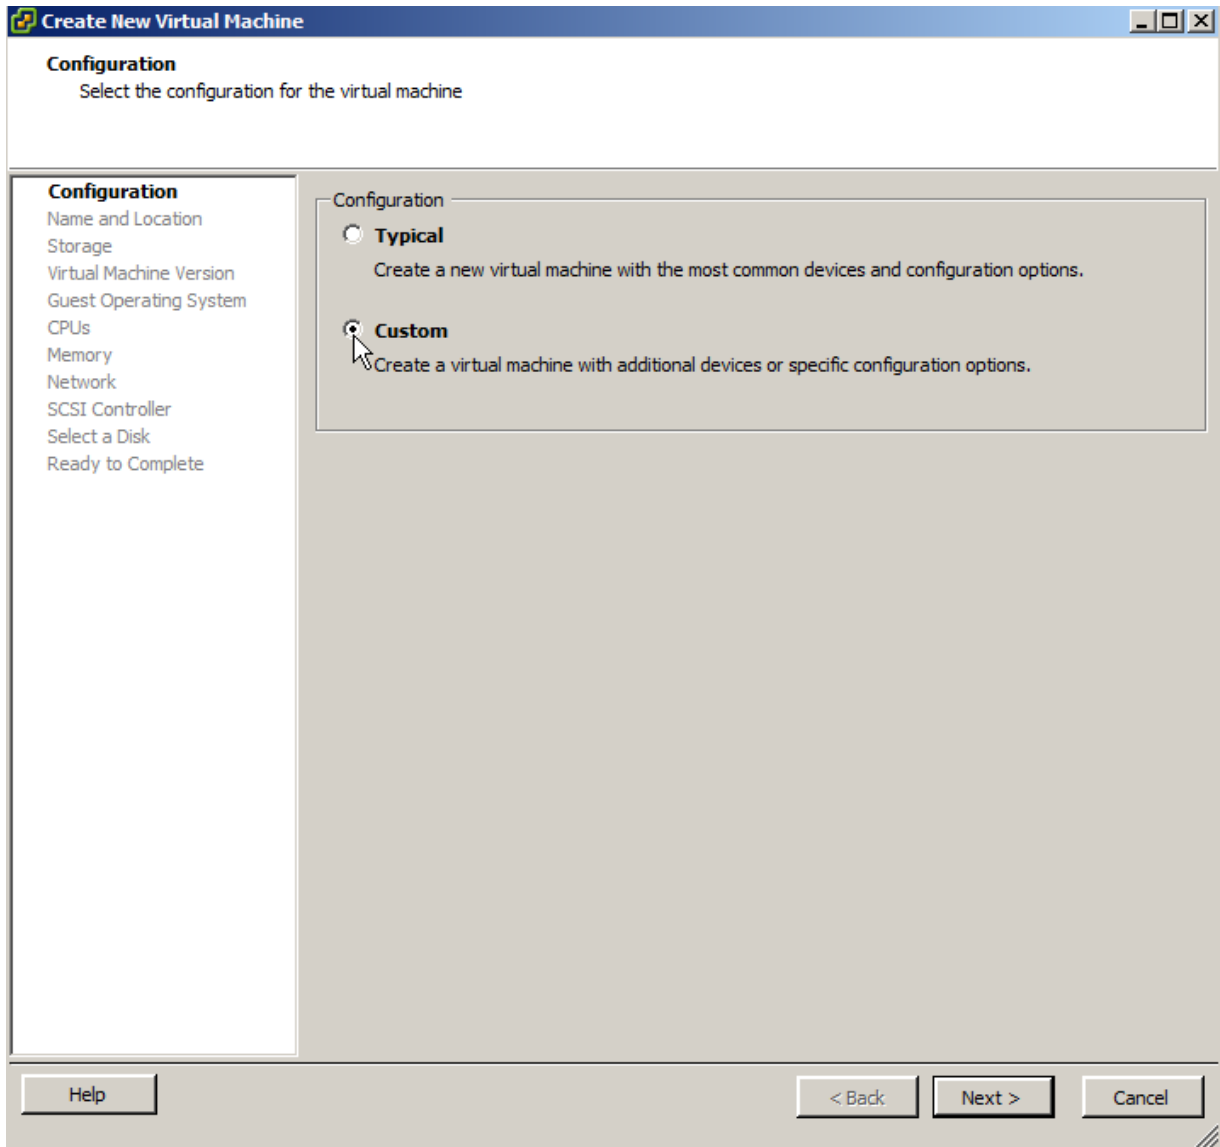 Create New Virtual Machine
Configuration
Select the configuration for the virtual machine
Configuration
Name and Location
Storage
Virtual Machine Version
Guest Operating System
CPUs
Memory
Network
SCSI Controller
Select a Disk
Ready to Complete
Configuration
Typical
Create a new virtual machine with the most common devices and configuration options.
Custom
Create a virtual machine with additional devices or specific configuration options.
Help
< Back
Next >
Cancel